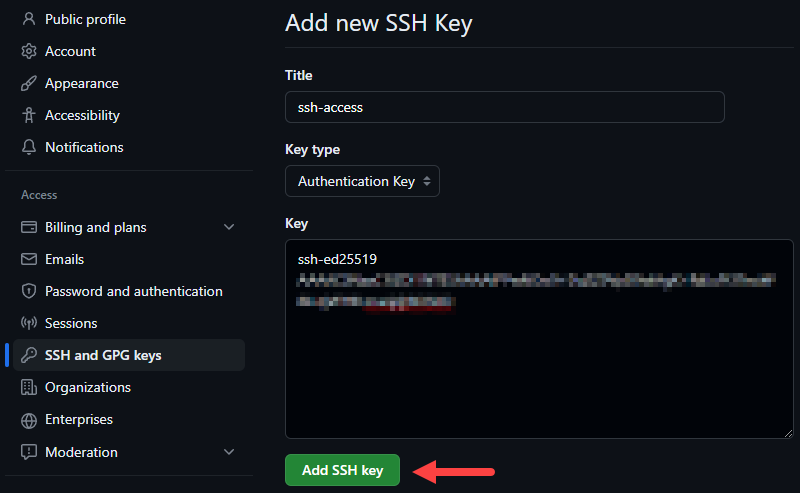 Public profile
Account
Appearance
Accessibility
Notifications
Access
Billing and plans
Emails
Password and authentication
Sessions
SSH and GPG keys
Organizations
Enterprises
Moderation
Add new SSH Key
Title
ssh-access
Key type
Authentication Key
Key
ssh-ed25519
Add SSH key